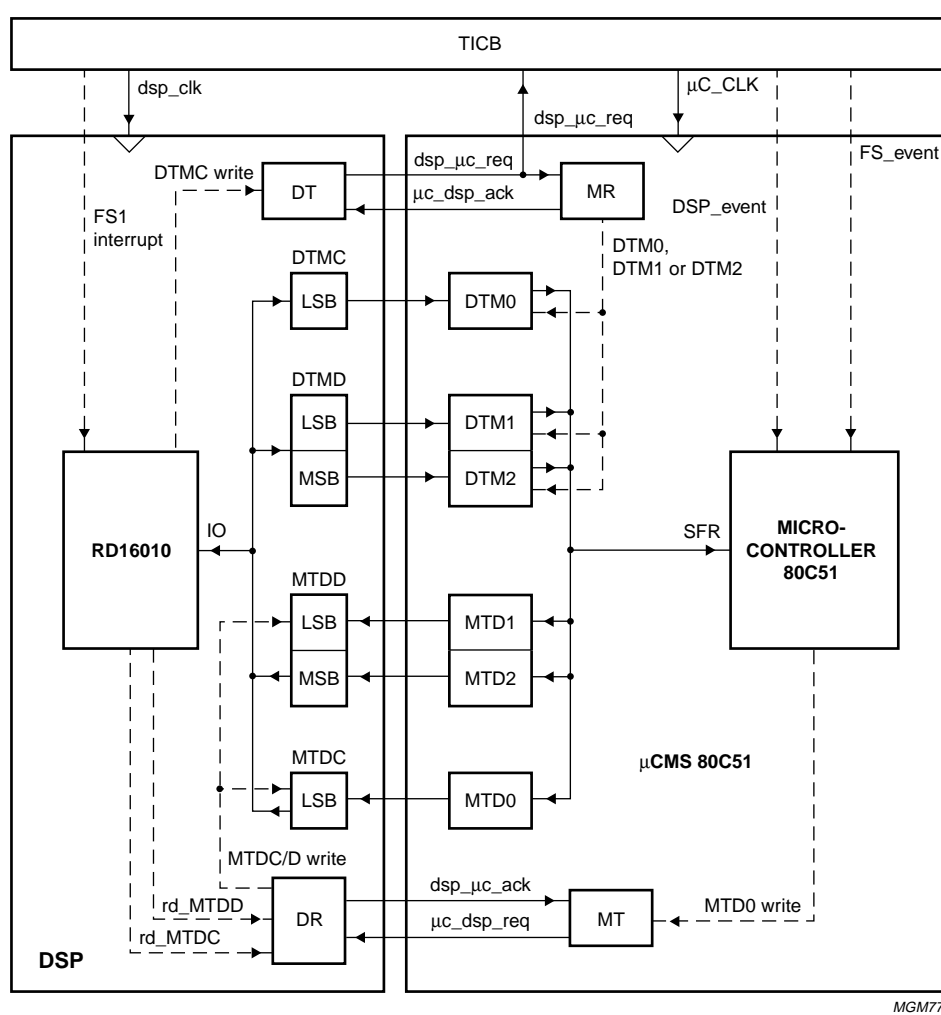 TICB
dsp_clk
μC_CLK
dsp_μc_req
FS_event
DSP_event
FS1
interrupt
DTMC write
DT
dsp_μc_req
μc_dsp_ack
MR
DTM0,
DTM1 or DTM2
DTMC
LSB
DTM0
DTMD
LSB
MSB
DTM1
DTM2
RD16010
IO
SFR
MICRO-
CONTROLLER
80C51
MTDD
LSB
MSB
MTD1
MTD2
MTDC
LSB
MTD0
μCMS 80C51
MTDC/D write
rd_MTDD
rd_MTDC
DR
dsp_μc_ack
μc_dsp_req
MT
MTD0 write
DSP
MGM77